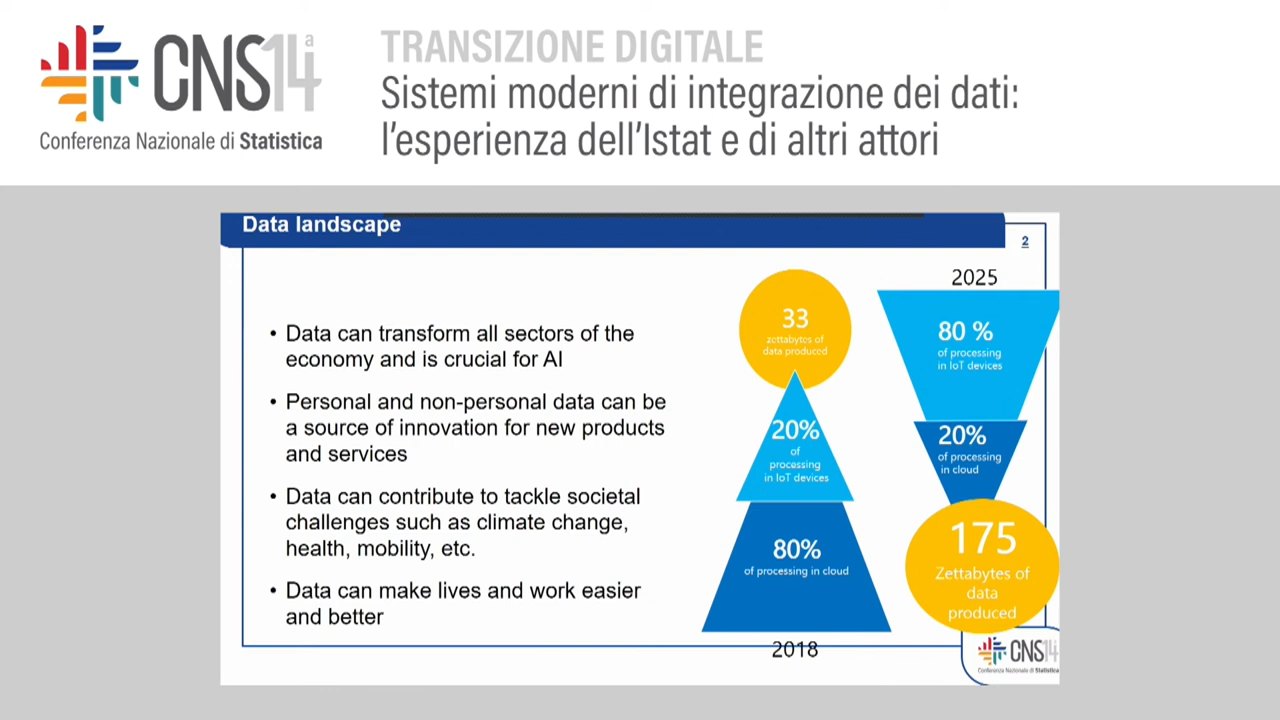 CNS14ª
Conferenza Nazionale di Statistica
TRANSIZIONE DIGITALE
Sistemi moderni di integrazione dei dati:
l’esperienza dell’Istat e di altri attori
Data landscape
2
• Data can transform all sectors of the
economy and is crucial for AI
• Personal and non-personal data can be
a source of innovation for new products
and services
• Data can contribute to tackle societal
challenges such as climate change,
health, mobility, etc.
• Data can make lives and work easier
and better
33
zettabytes of
data produced
20%
of
processing
in IoT devices
80%
of processing in cloud
2018
2025
80 %
of processing
in IoT devices
20%
of processing
in cloud
175
Zettabytes of
data
produced
CNS14
Conferenza Nazionale di Statistica